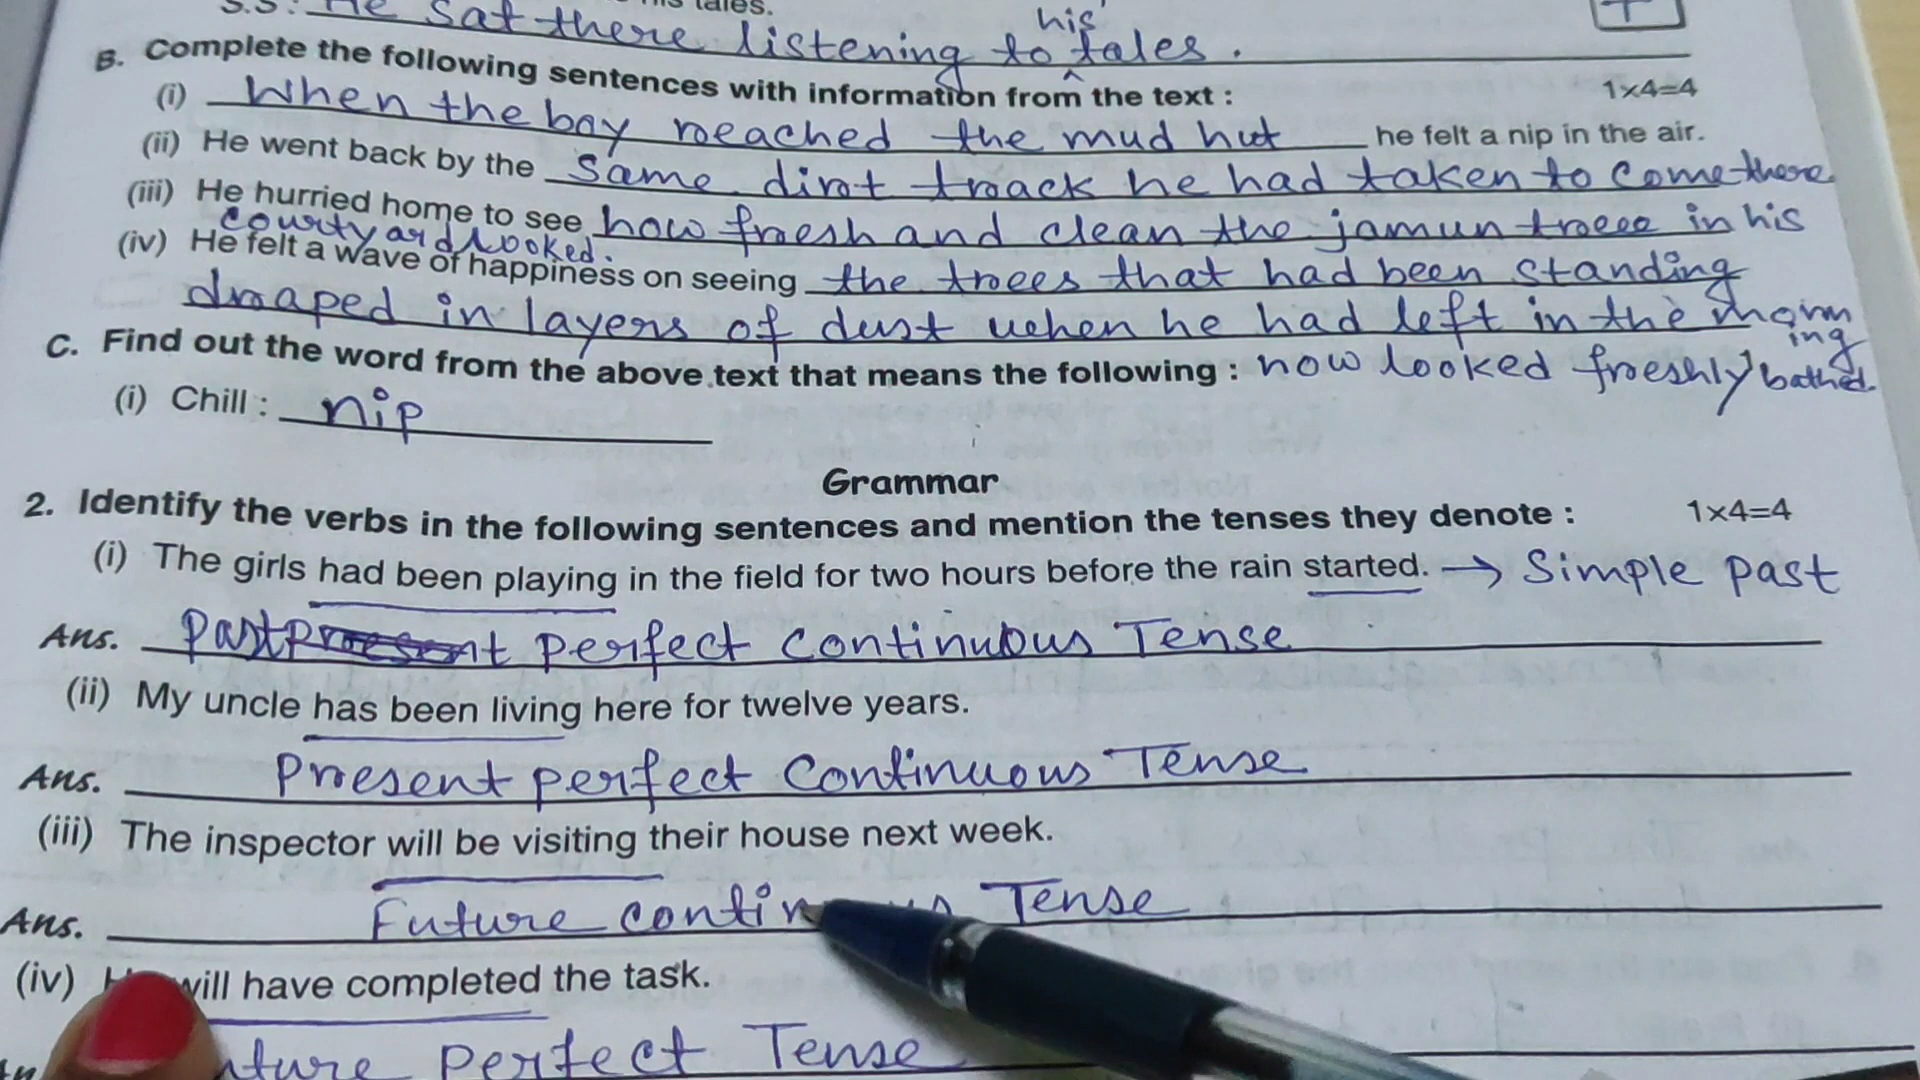 S.S : He sat there listening to his tales.
B. Complete the following sentences with information from the text : 1×4=4
(i) When the boy reached the mud hut he felt a nip in the air.
(ii) He went back by the same dirt track he had taken to come there
(iii) He hurried home to see how fresh and clean the jamun tree in his
courtyard looked.
(iv) He felt a wave of happiness on seeing the trees that had been standing
draped in layers of dust when he had left in the morning
now looked freshly bathed.
C. Find out the word from the above text that means the following :
(i) Chill : nip
Grammar
2. Identify the verbs in the following sentences and mention the tenses they denote : 1×4=4
(i) The girls had been playing in the field for two hours before the rain started. → Simple past
Ans. Past perfect Continuous Tense
(ii) My uncle has been living here for twelve years.
Ans. Present perfect Continuous Tense
(iii) The inspector will be visiting their house next week.
Ans. Future Tense
(iv) will have completed the task.
perfect Tense